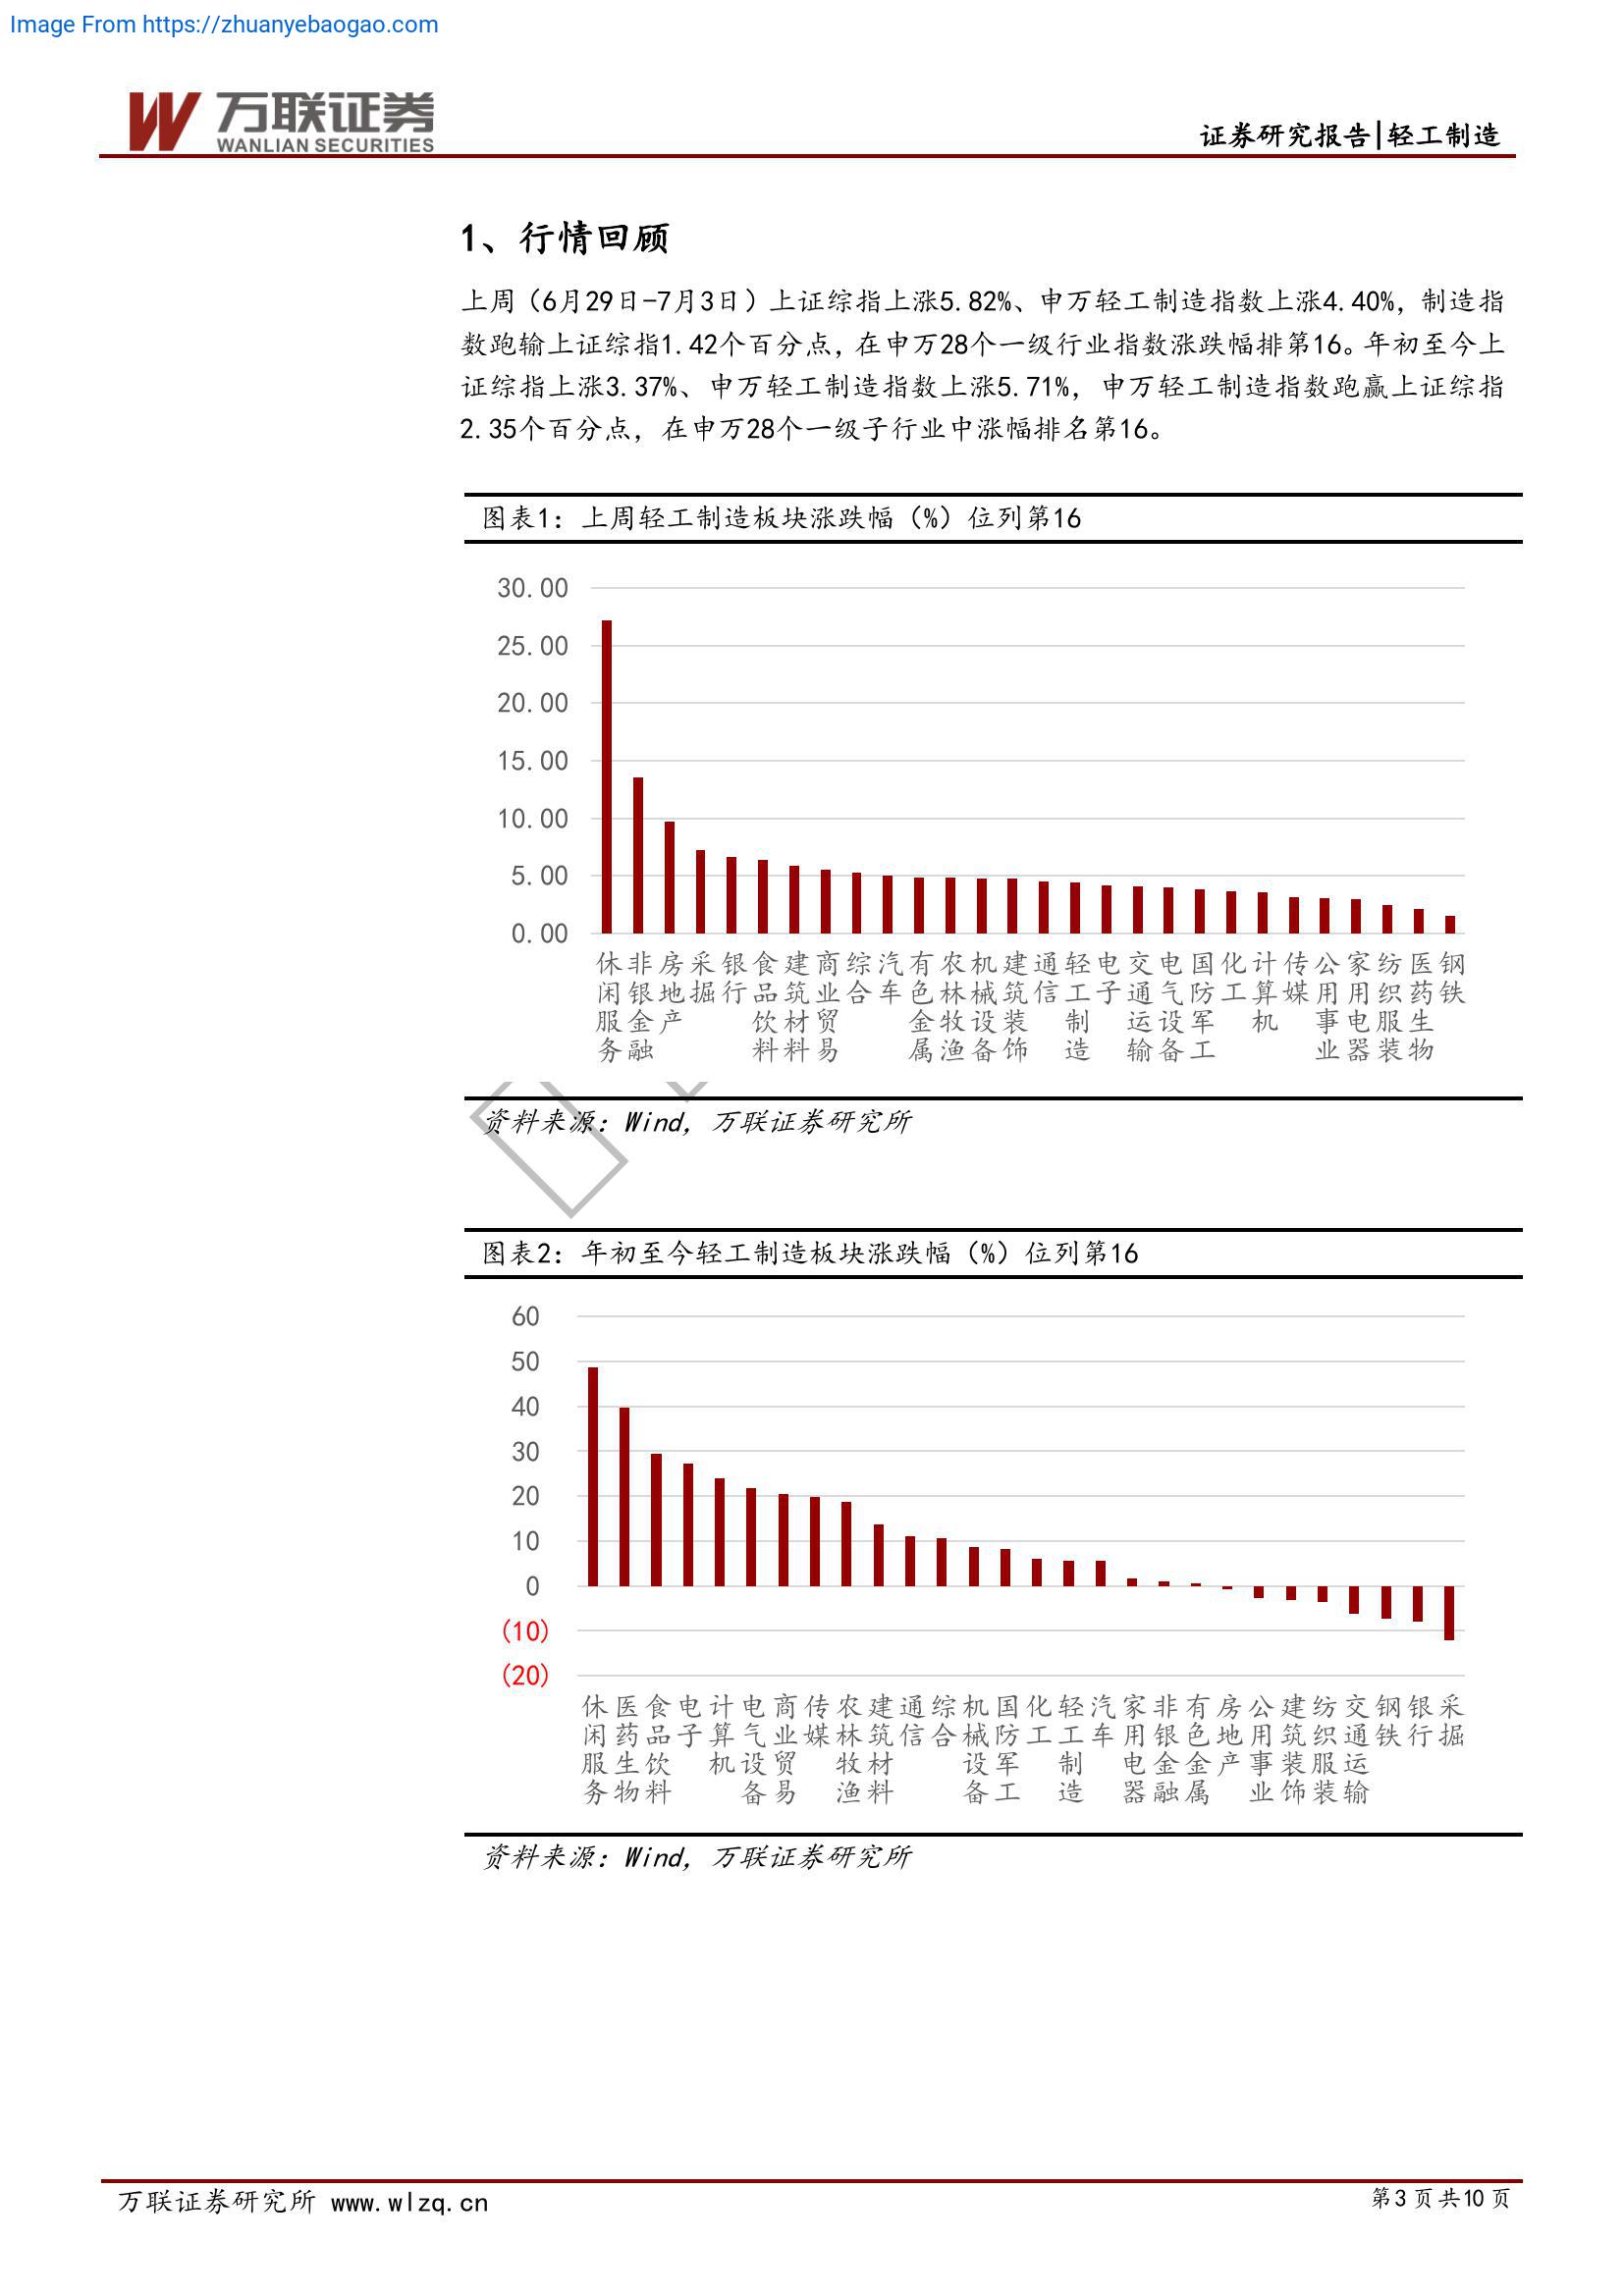 Image From https://zhuanyebaogao.com
万联证券
WANLIAN SECURITIES
证券研究报告|轻工制造
1、行情回顾
上周（6月29日-7月3日）上证综指上涨5.82%、申万轻工制造指数上涨4.40%，制造指
数跑输上证综指1.42个百分点，在申万28个一级行业指数涨跌幅排第16。年初至今上
证综指上涨3.37%、申万轻工制造指数上涨5.71%，申万轻工制造指数跑赢上证综指
2.35个百分点，在申万28个一级子行业中涨幅排名第16。
图表1：上周轻工制造板块涨跌幅（%）位列第16
30.00
25.00
20.00
15.00
10.00
5.00
0.00
休闲服务
非银金融
房地产
采掘
银行
食品饮料
建筑材料
商业贸易
综合
汽车
有色金属
农林牧渔
机械设备
建筑装饰
通信
轻工制造
电子
交通运输
电气设备
国防军工
化工
计算机
传媒
公用事业
家用电器
纺织服装
医药生物
钢铁
资料来源：Wind，万联证券研究所
图表2：年初至今轻工制造板块涨跌幅（%）位列第16
60
50
40
30
20
10
0
(10)
(20)
休闲服务
医药生物
食品饮料
电子
计算机
电气设备
商业贸易
传媒
农林牧渔
建筑材料
通信
综合
机械设备
国防军工
化工
轻工制造
汽车
家用电器
非银金融
有色金属
房地产
公用事业
建筑装饰
纺织服装
交通运输
钢铁
银行
采掘
资料来源：Wind，万联证券研究所
万联证券研究所 www.wlzq.cn
第3页共10页